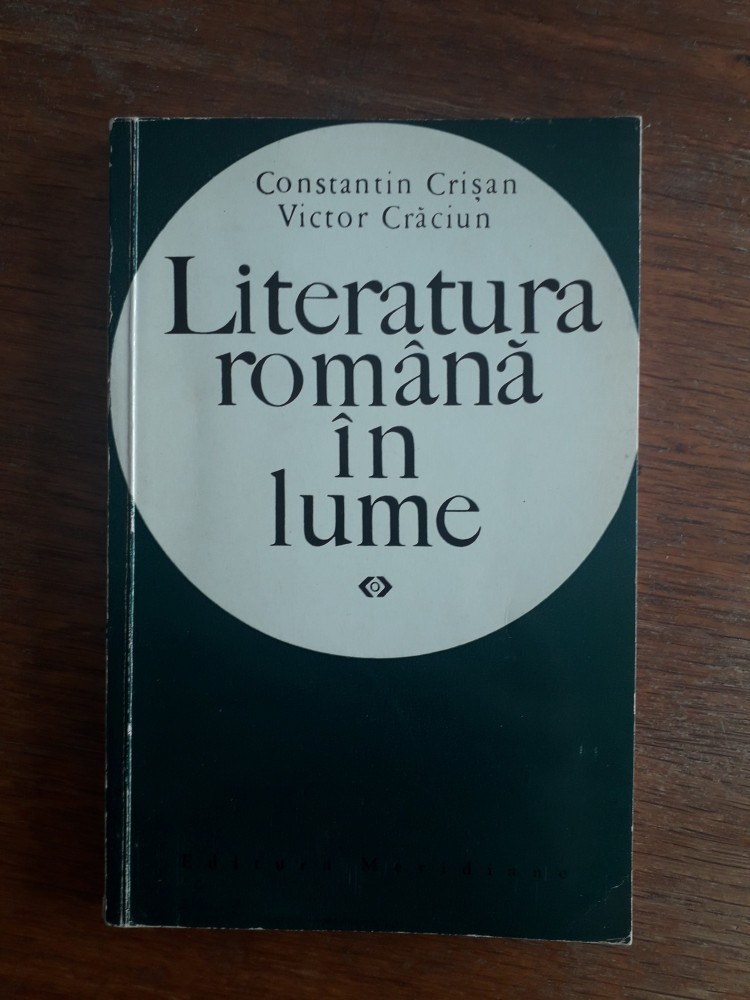 Constantin Crișan
Victor Crăciun
Literatura
română
în
lume
Editura Meridiane